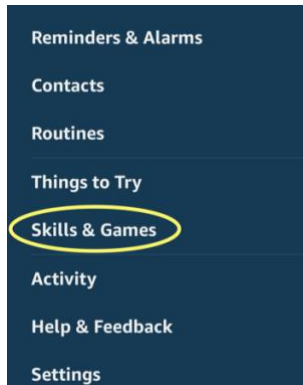 Reminders & Alarms
Contacts
Routines
Things to Try
Skills & Games
Activity
Help & Feedback
Settings